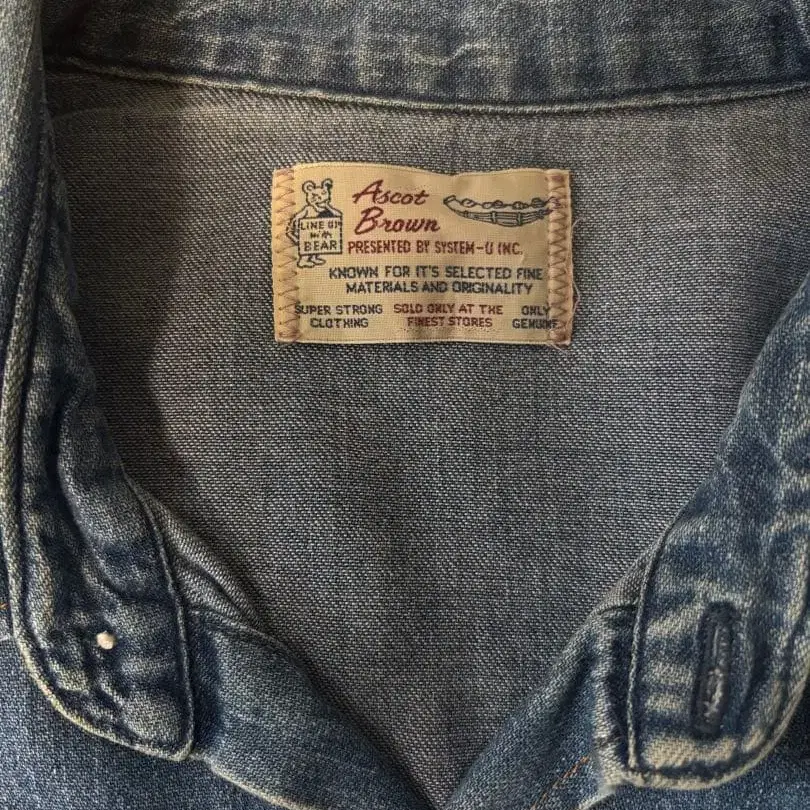 Ascot
Brown
LINE UP
With
BEAR
PRESENTED BY SYSTEM-U INC.
KNOWN FOR IT'S SELECTED FINE
MATERIALS AND ORIGINALITY
SUPER STRONG
CLOTHING
SOLD ONLY AT THE
FINEST STORES
ONLY
GENUINE